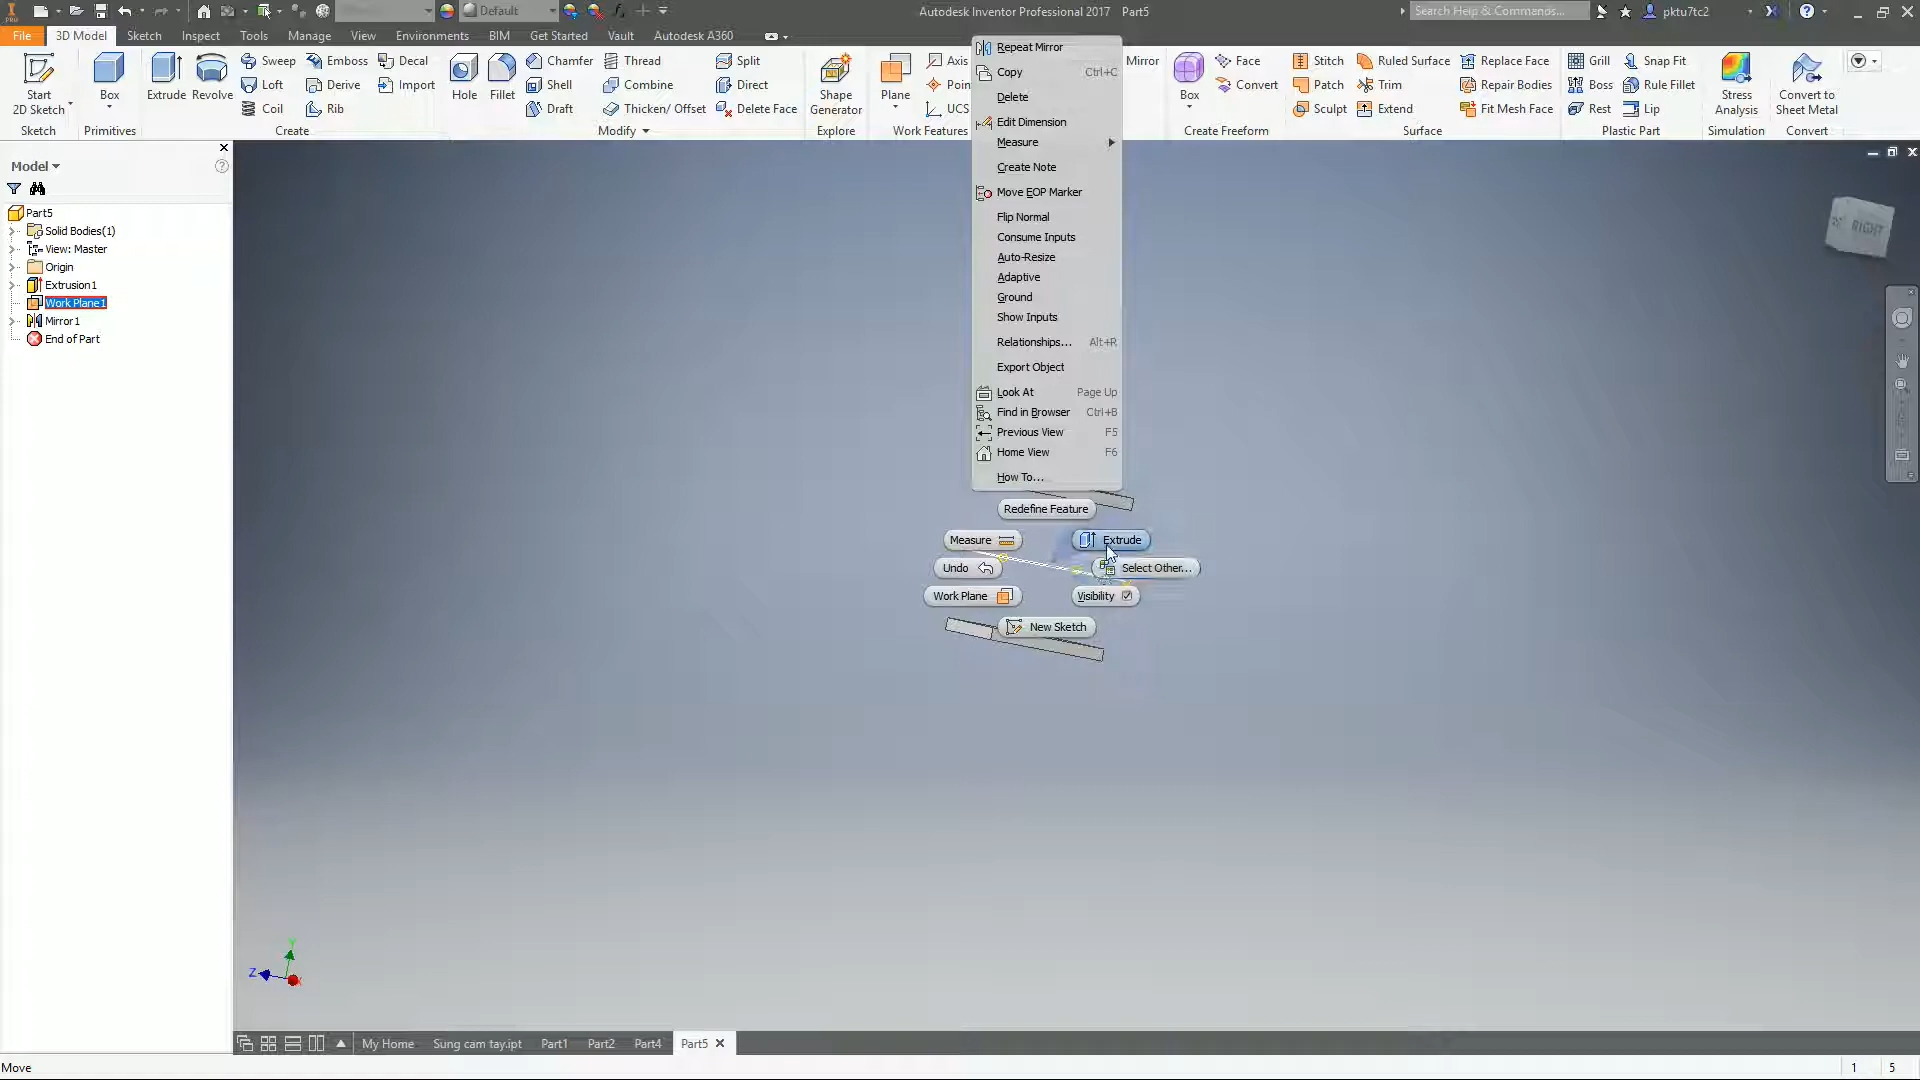 PRO
Default
Autodesk Inventor Professional 2017 Part5
Search Help & Commands...
pktu7tc2
File 3D Model Sketch Inspect Tools Manage View Environments BIM Get Started Vault Autodesk A360
Start
2D Sketch
Sketch
Box
Primitives
Extrude
Revolve
Sweep
Loft
Coil
Emboss
Derive
Rib
Decal
Import
Create
Hole
Fillet
Chamfer
Shell
Draft
Thread
Combine
Thicken/ Offset
Split
Direct
Delete Face
Modify
Shape
Generator
Explore
Plane
Axis
UCS
Work Features
Mirror
Box
Face
Convert
Create Freeform
Stitch
Patch
Sculpt
Ruled Surface
Trim
Extend
Replace Face
Repair Bodies
Fit Mesh Face
Surface
Grill
Boss
Rest
Snap Fit
Rule Fillet
Lip
Plastic Part
Stress
Analysis
Simulation
Convert to
Sheet Metal
Convert
Model
Part5
Solid Bodies(1)
View: Master
Origin
Extrusion1
Work Plane1
Mirror1
End of Part
Repeat Mirror
Copy Ctrl+C
Delete
Edit Dimension
Measure
Create Note
Move EOP Marker
Flip Normal
Consume Inputs
Auto-Resize
Adaptive
Ground
Show Inputs
Relationships... Alt+R
Export Object
Look At Page Up
Find in Browser Ctrl+B
Previous View F5
Home View F6
How To...
Redefine Feature
Measure
Extrude
Undo
Select Other...
Work Plane
Visibility
New Sketch
RIGHT
Y
Z
My Home Sung cam tay.ipt Part1 Part2 Part4 Part5
Move
1 5